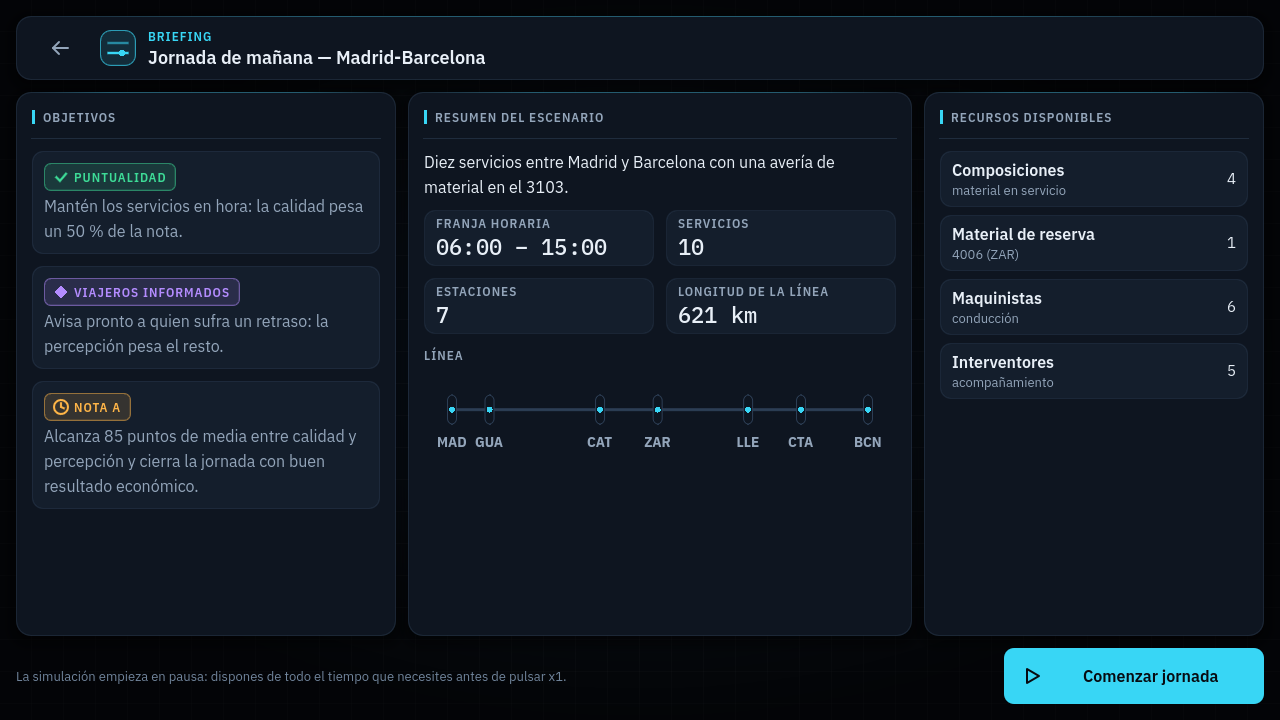 BRIEFING
Jornada de mañana — Madrid-Barcelona
OBJETIVOS
PUNTUALIDAD
Mantén los servicios en hora: la calidad pesa
un 50 % de la nota.
VIAJEROS INFORMADOS
Avisa pronto a quien sufra un retraso: la
percepción pesa el resto.
NOTA A
Alcanza 85 puntos de media entre calidad y
percepción y cierra la jornada con buen
resultado económico.
RESUMEN DEL ESCENARIO
Diez servicios entre Madrid y Barcelona con una avería de
material en el 3103.
FRANJA HORARIA
06:00 – 15:00
SERVICIOS
10
ESTACIONES
7
LONGITUD DE LA LÍNEA
621 km
LÍNEA
MAD GUA CAT ZAR LLE CTA BCN
RECURSOS DISPONIBLES
Composiciones
material en servicio
4
Material de reserva
4006 (ZAR)
1
Maquinistas
conducción
6
Interventores
acompañamiento
5
La simulación empieza en pausa: dispones de todo el tiempo que necesites antes de pulsar x1.
Comenzar jornada